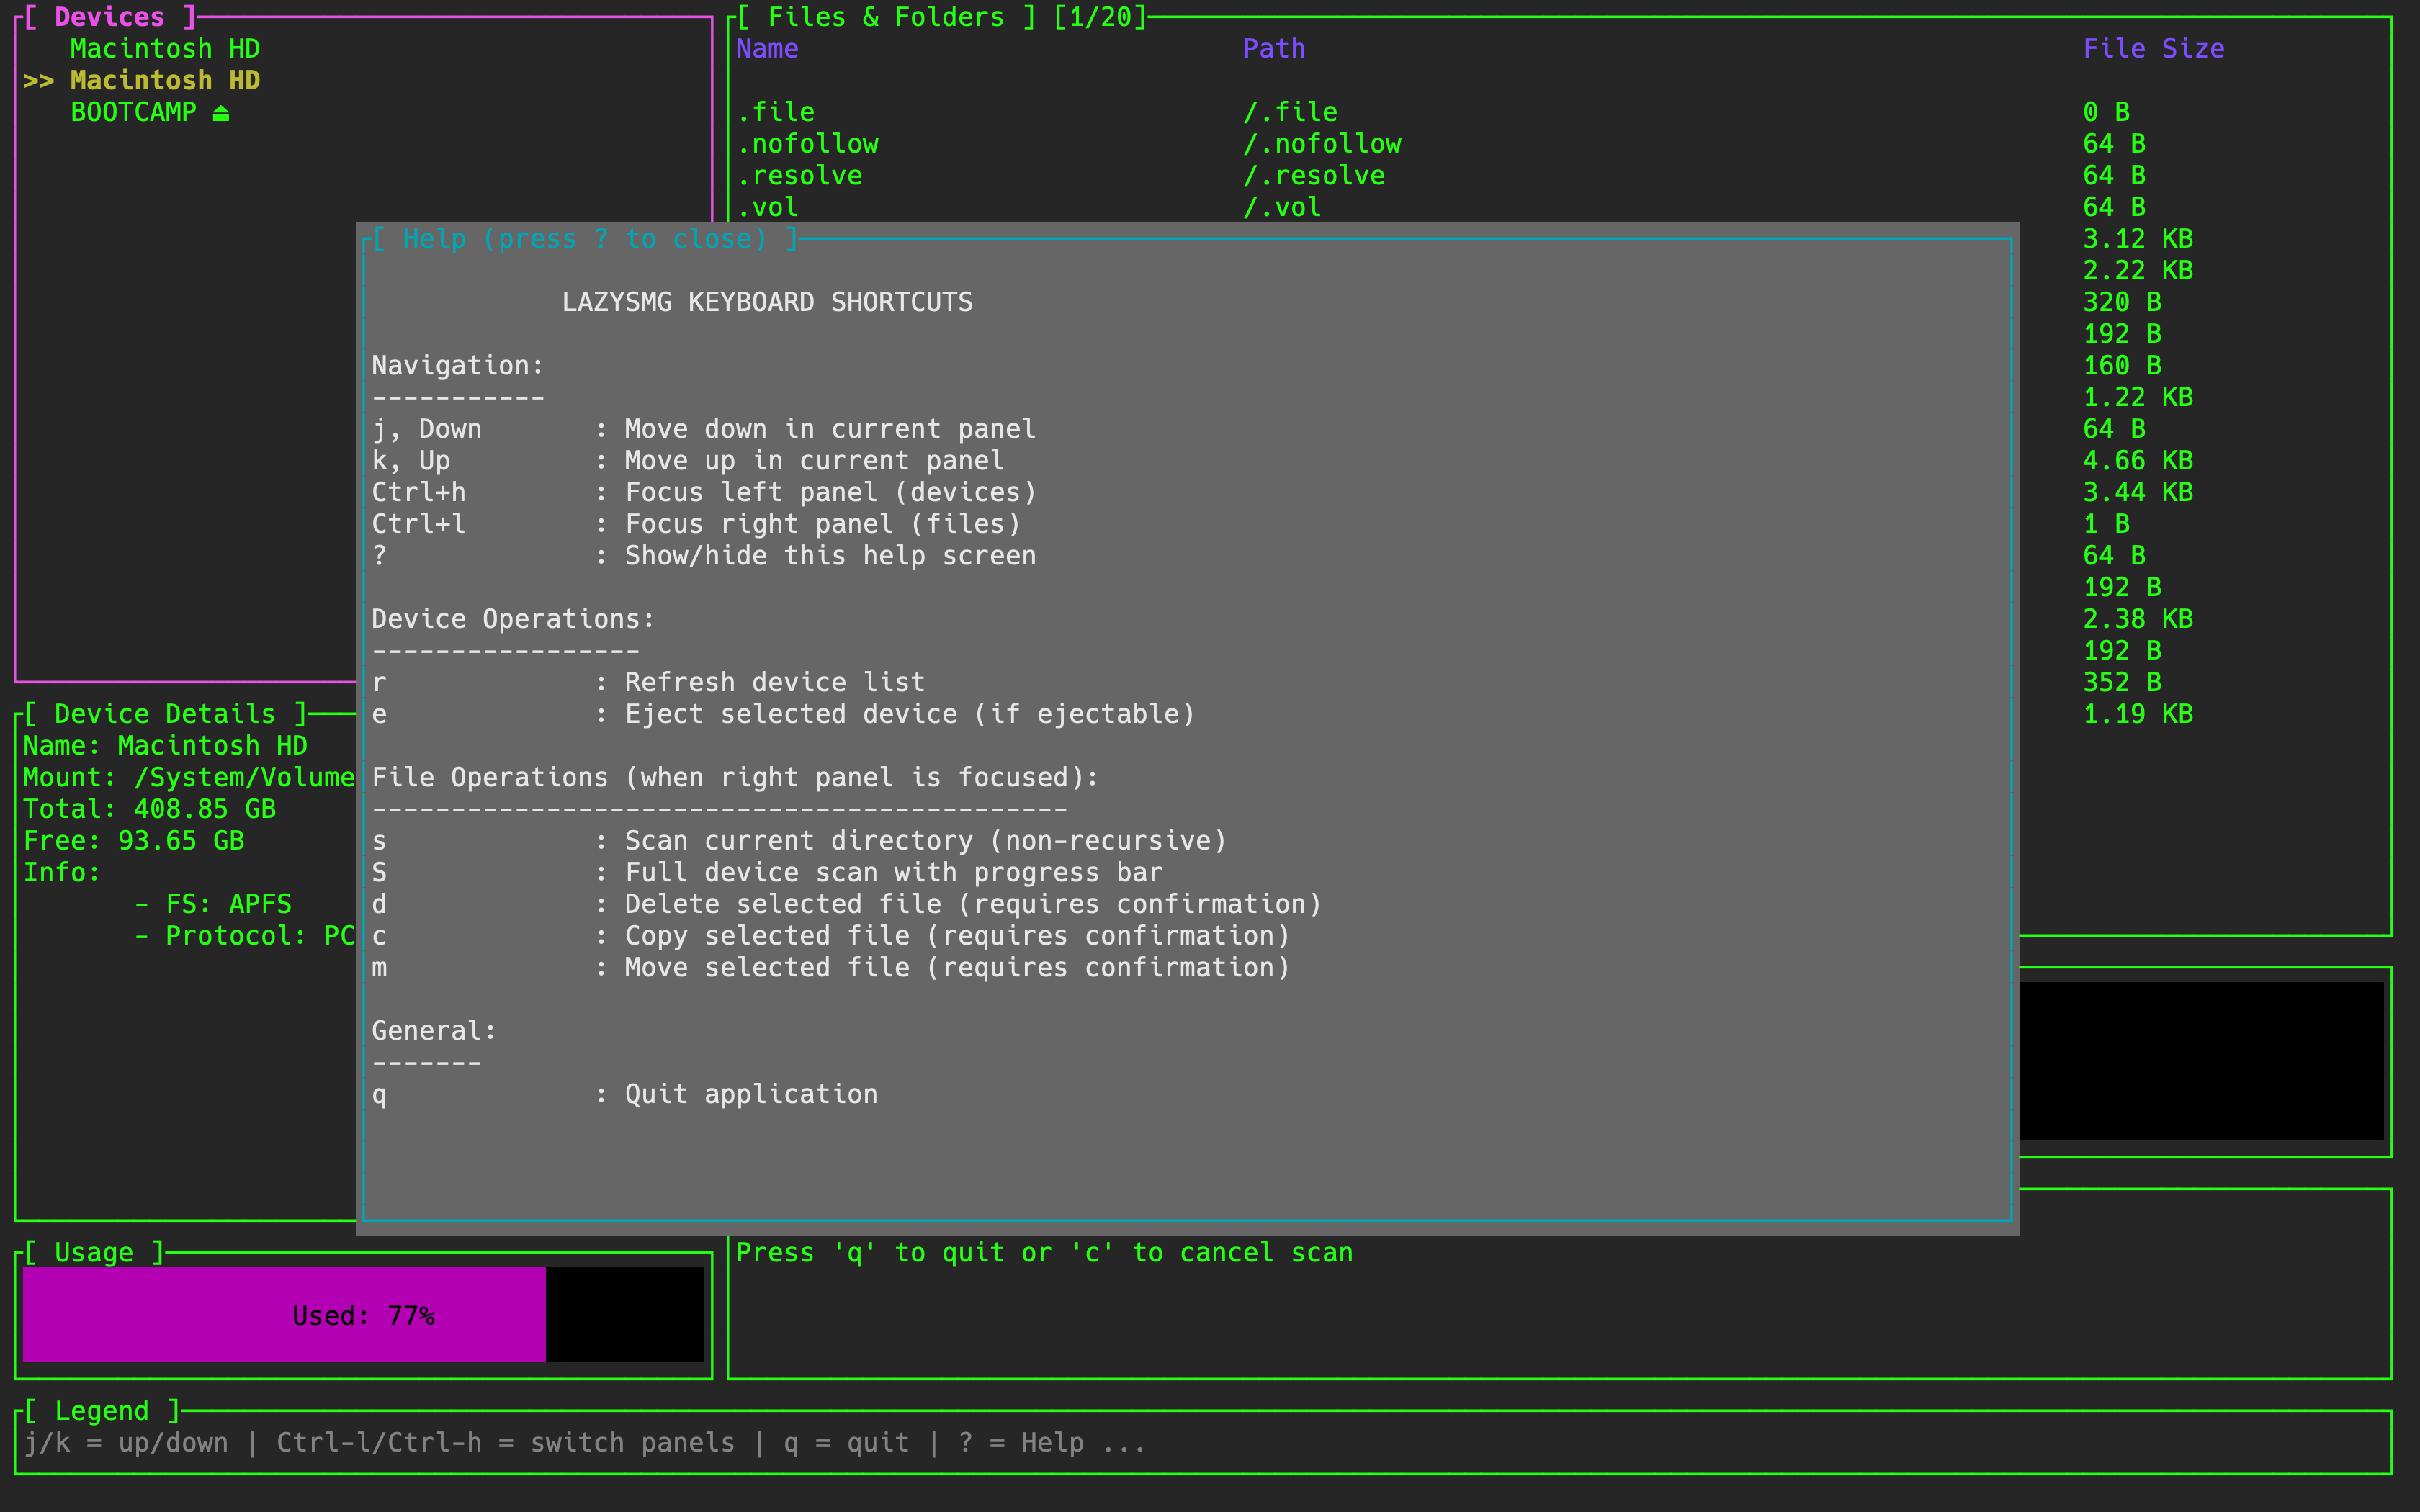 [ Devices ]
Macintosh HD
>> Macintosh HD
BOOTCAMP ⏏
[ Files & Folders ] [1/20]
Name Path File Size
.file /.file 0 B
.nofollow /.nofollow 64 B
.resolve /.resolve 64 B
.vol /.vol 64 B
3.12 KB
2.22 KB
320 B
192 B
160 B
1.22 KB
64 B
4.66 KB
3.44 KB
1 B
64 B
192 B
2.38 KB
192 B
352 B
1.19 KB
[ Help (press ? to close) ]
LAZYSMG KEYBOARD SHORTCUTS
Navigation:
-----------
j, Down : Move down in current panel
k, Up : Move up in current panel
Ctrl+h : Focus left panel (devices)
Ctrl+l : Focus right panel (files)
? : Show/hide this help screen
Device Operations:
-----------------
r : Refresh device list
e : Eject selected device (if ejectable)
File Operations (when right panel is focused):
--------------------------------------------
s : Scan current directory (non-recursive)
S : Full device scan with progress bar
d : Delete selected file (requires confirmation)
c : Copy selected file (requires confirmation)
m : Move selected file (requires confirmation)
General:
-------
q : Quit application
[ Device Details ]
Name: Macintosh HD
Mount: /System/Volume
Total: 408.85 GB
Free: 93.65 GB
Info:
- FS: APFS
- Protocol: PC
[ Usage ]
Used: 77%
Press 'q' to quit or 'c' to cancel scan
[ Legend ]
j/k = up/down | Ctrl-l/Ctrl-h = switch panels | q = quit | ? = Help ...